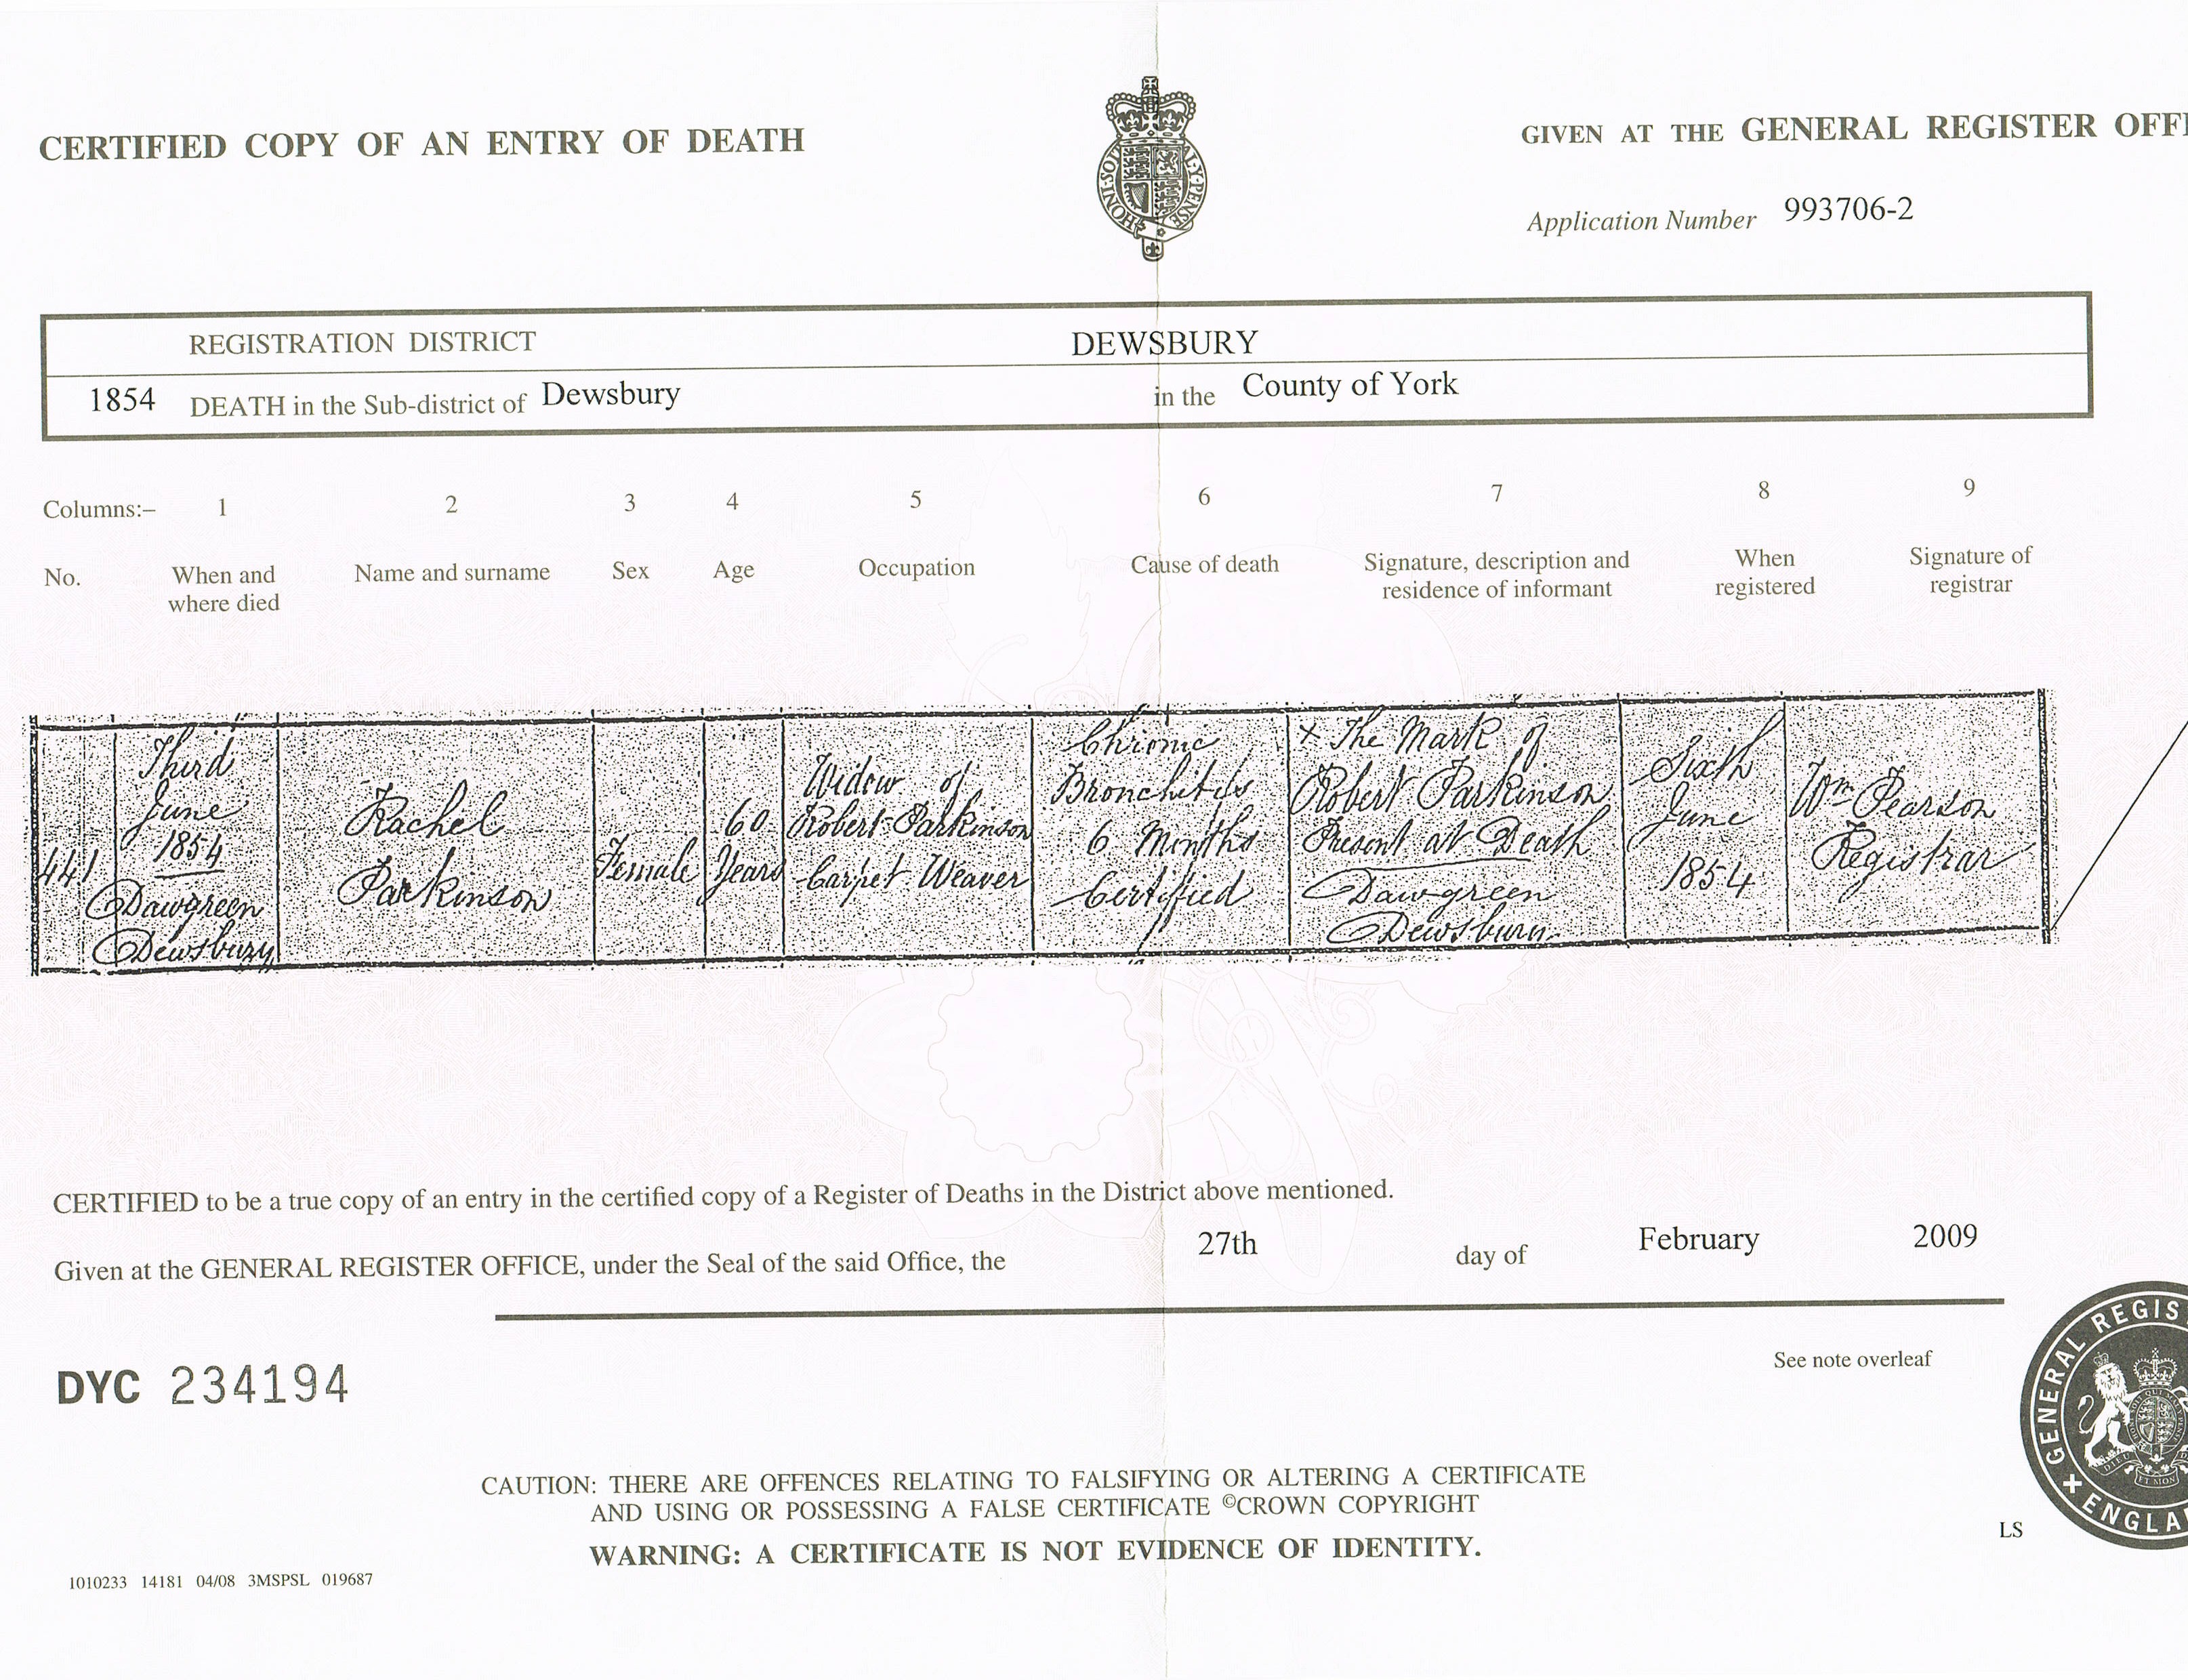 CERTIFIED COPY OF AN ENTRY OF DEATH
GIVEN AT THE GENERAL REGISTER OFFI
HONI·SOIT
AL·Y·PENSE
Application Number 993706-2
REGISTRATION DISTRICT DEWSBURY
1854 DEATH in the Sub-district of Dewsbury in the County of York
Columns:– 1 2 3 4 5 6 7 8 9
No.
When and
where died
Name and surname
Sex
Age
Occupation
Cause of death
Signature, description and
residence of informant
When
registered
Signature of
registrar
441
Third
June
1854
Dawgreen
Dewsbury
Rachel
Parkinson
Female
60
Years
Widow of
Robert Parkinson
Carpet Weaver
Chronic
Bronchitis
6 Months
Certified
X The Mark of
Robert Parkinson
Present at Death
Dawgreen
Dewsbury
Sixth
June
1854
Wm Pearson
Registrar
CERTIFIED to be a true copy of an entry in the certified copy of a Register of Deaths in the District above mentioned.
Given at the GENERAL REGISTER OFFICE, under the Seal of the said Office, the 27th day of February 2009
DYC 234194
See note overleaf
GENERAL REGIS
ENGLA
CAUTION: THERE ARE OFFENCES RELATING TO FALSIFYING OR ALTERING A CERTIFICATE
AND USING OR POSSESSING A FALSE CERTIFICATE ©CROWN COPYRIGHT
LS
WARNING: A CERTIFICATE IS NOT EVIDENCE OF IDENTITY.
1010233 14181 04/08 3MSPSL 019687